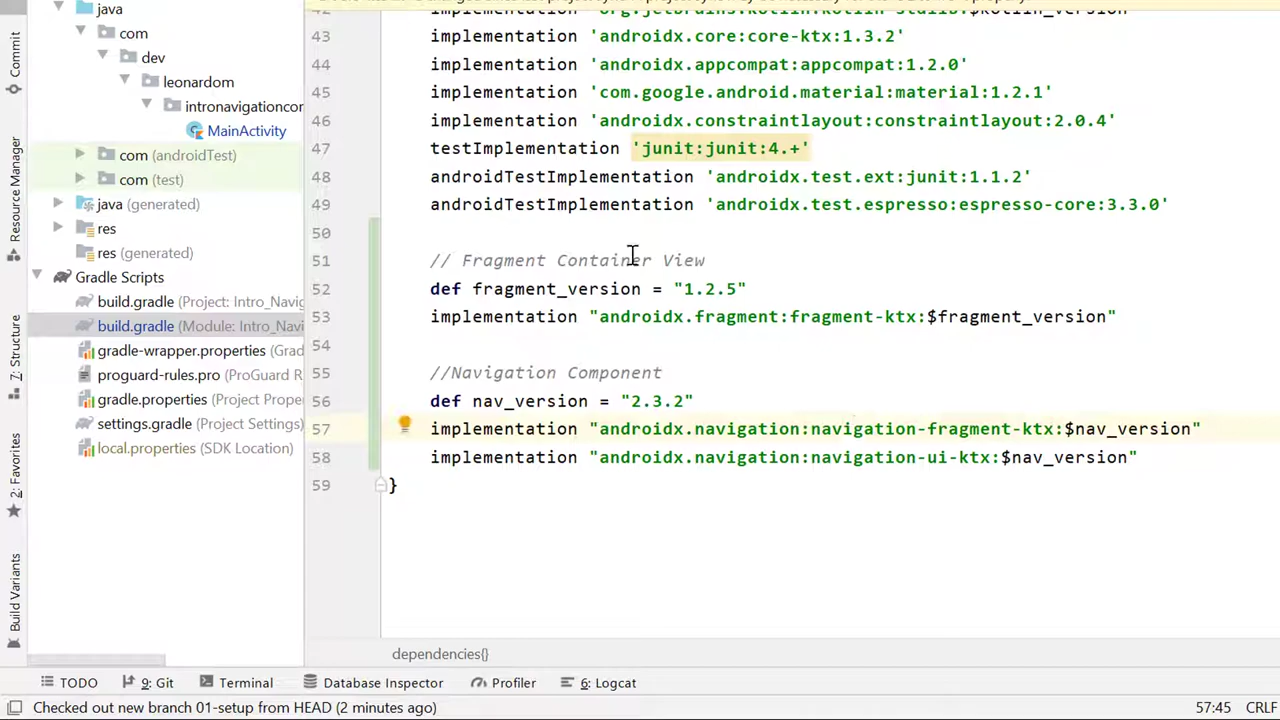 Commit
Resource Manager
7: Structure
2: Favorites
Build Variants
java
com
dev
leonardom
intronavigationcor
MainActivity
com (androidTest)
com (test)
java (generated)
res
res (generated)
Gradle Scripts
build.gradle (Project: Intro_Navig
build.gradle (Module: Intro_Navi
gradle-wrapper.properties (Grad
proguard-rules.pro (ProGuard R
gradle.properties (Project Prope
settings.gradle (Project Settings)
local.properties (SDK Location)
43 implementation 'androidx.core:core-ktx:1.3.2'
44 implementation 'androidx.appcompat:appcompat:1.2.0'
45 implementation 'com.google.android.material:material:1.2.1'
46 implementation 'androidx.constraintlayout:constraintlayout:2.0.4'
47 testImplementation 'junit:junit:4.+'
48 androidTestImplementation 'androidx.test.ext:junit:1.1.2'
49 androidTestImplementation 'androidx.test.espresso:espresso-core:3.3.0'
50
51 // Fragment Container View
52 def fragment_version = "1.2.5"
53 implementation "androidx.fragment:fragment-ktx:$fragment_version"
54
55 //Navigation Component
56 def nav_version = "2.3.2"
57 implementation "androidx.navigation:navigation-fragment-ktx:$nav_version"
58 implementation "androidx.navigation:navigation-ui-ktx:$nav_version"
59 }
dependencies{}
TODO 9: Git Terminal Database Inspector Profiler 6: Logcat
Checked out new branch 01-setup from HEAD (2 minutes ago) 57:45 CRLF